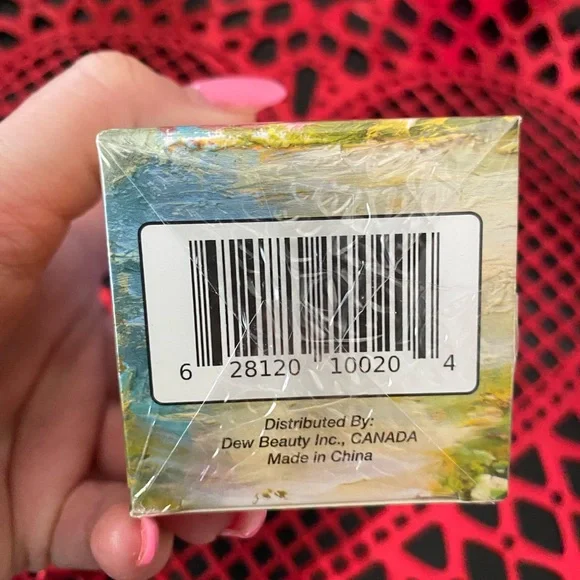 6 28120 10020 4
Distributed By:
Dew Beauty Inc., CANADA
Made in China